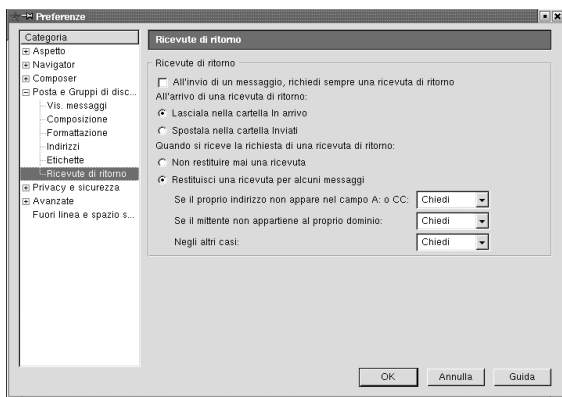 Preferenze
Categoria
Aspetto
Navigator
Composer
Posta e Gruppi di disc...
Vis. messaggi
Composizione
Formattazione
Indirizzi
Etichette
Ricevute di ritorno
Privacy e sicurezza
Avanzate
Fuori linea e spazio s...
Ricevute di ritorno
Ricevute di ritorno
All'invio di un messaggio, richiedi sempre una ricevuta di ritorno
All'arrivo di una ricevuta di ritorno:
Lasciala nella cartella In arrivo
Spostala nella cartella Inviati
Quando si riceve la richiesta di una ricevuta di ritorno:
Non restituire mai una ricevuta
Restituisci una ricevuta per alcuni messaggi
Se il proprio indirizzo non appare nel campo A: o CC: Chiedi
Se il mittente non appartiene al proprio dominio: Chiedi
Negli altri casi: Chiedi
OK Annulla Guida